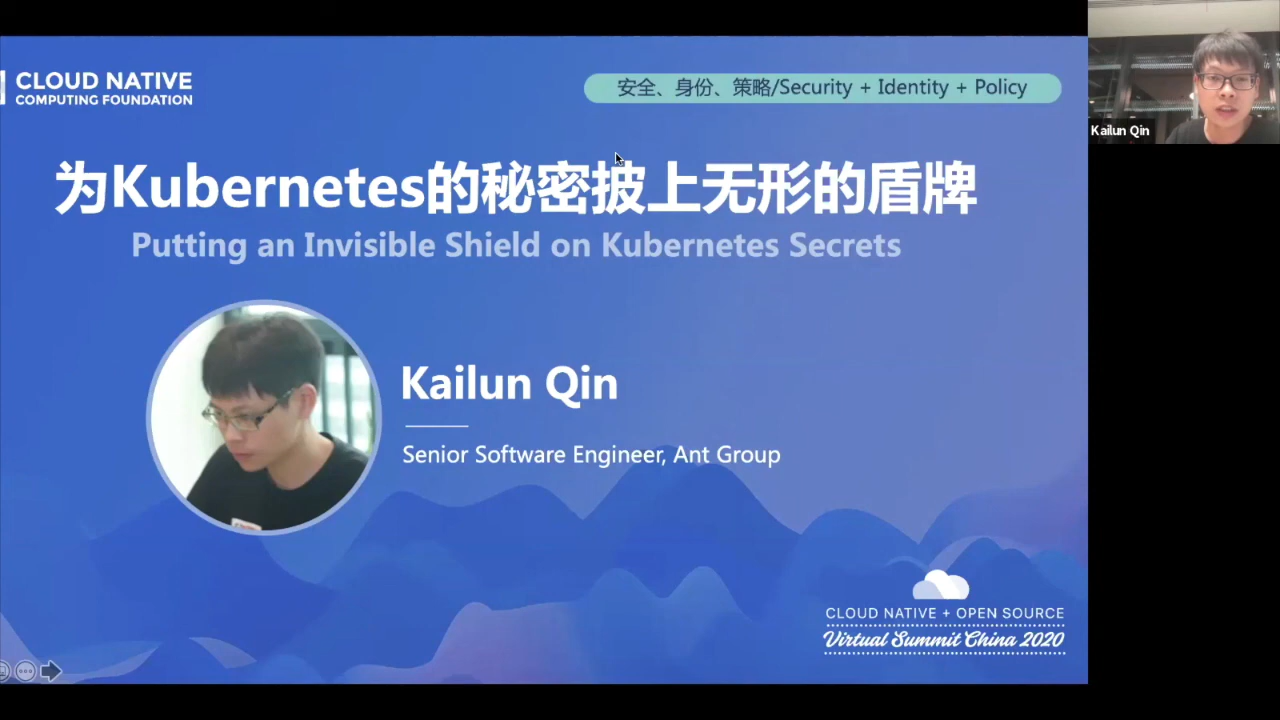 CLOUD NATIVE
COMPUTING FOUNDATION
安全、身份、策略/Security + Identity + Policy
Kailun Qin
为Kubernetes的秘密披上无形的盾牌
Putting an Invisible Shield on Kubernetes Secrets
Kailun Qin
Senior Software Engineer, Ant Group
CLOUD NATIVE + OPEN SOURCE
Virtual Summit China 2020